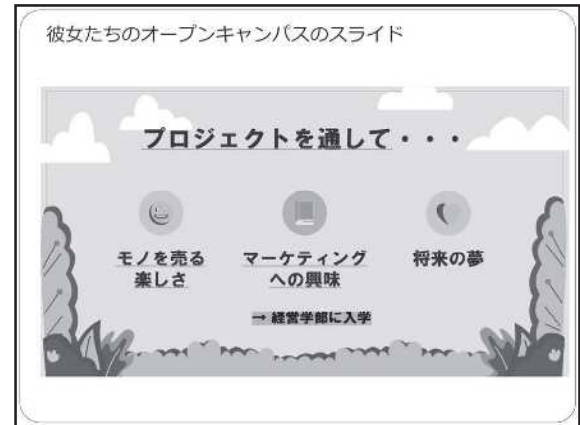 彼女たちのオープンキャンパスのスライド
プロジェクトを通して・・・
モノを売る
楽しさ
マーケティング
への興味
将来の夢
→ 経営学部に入学